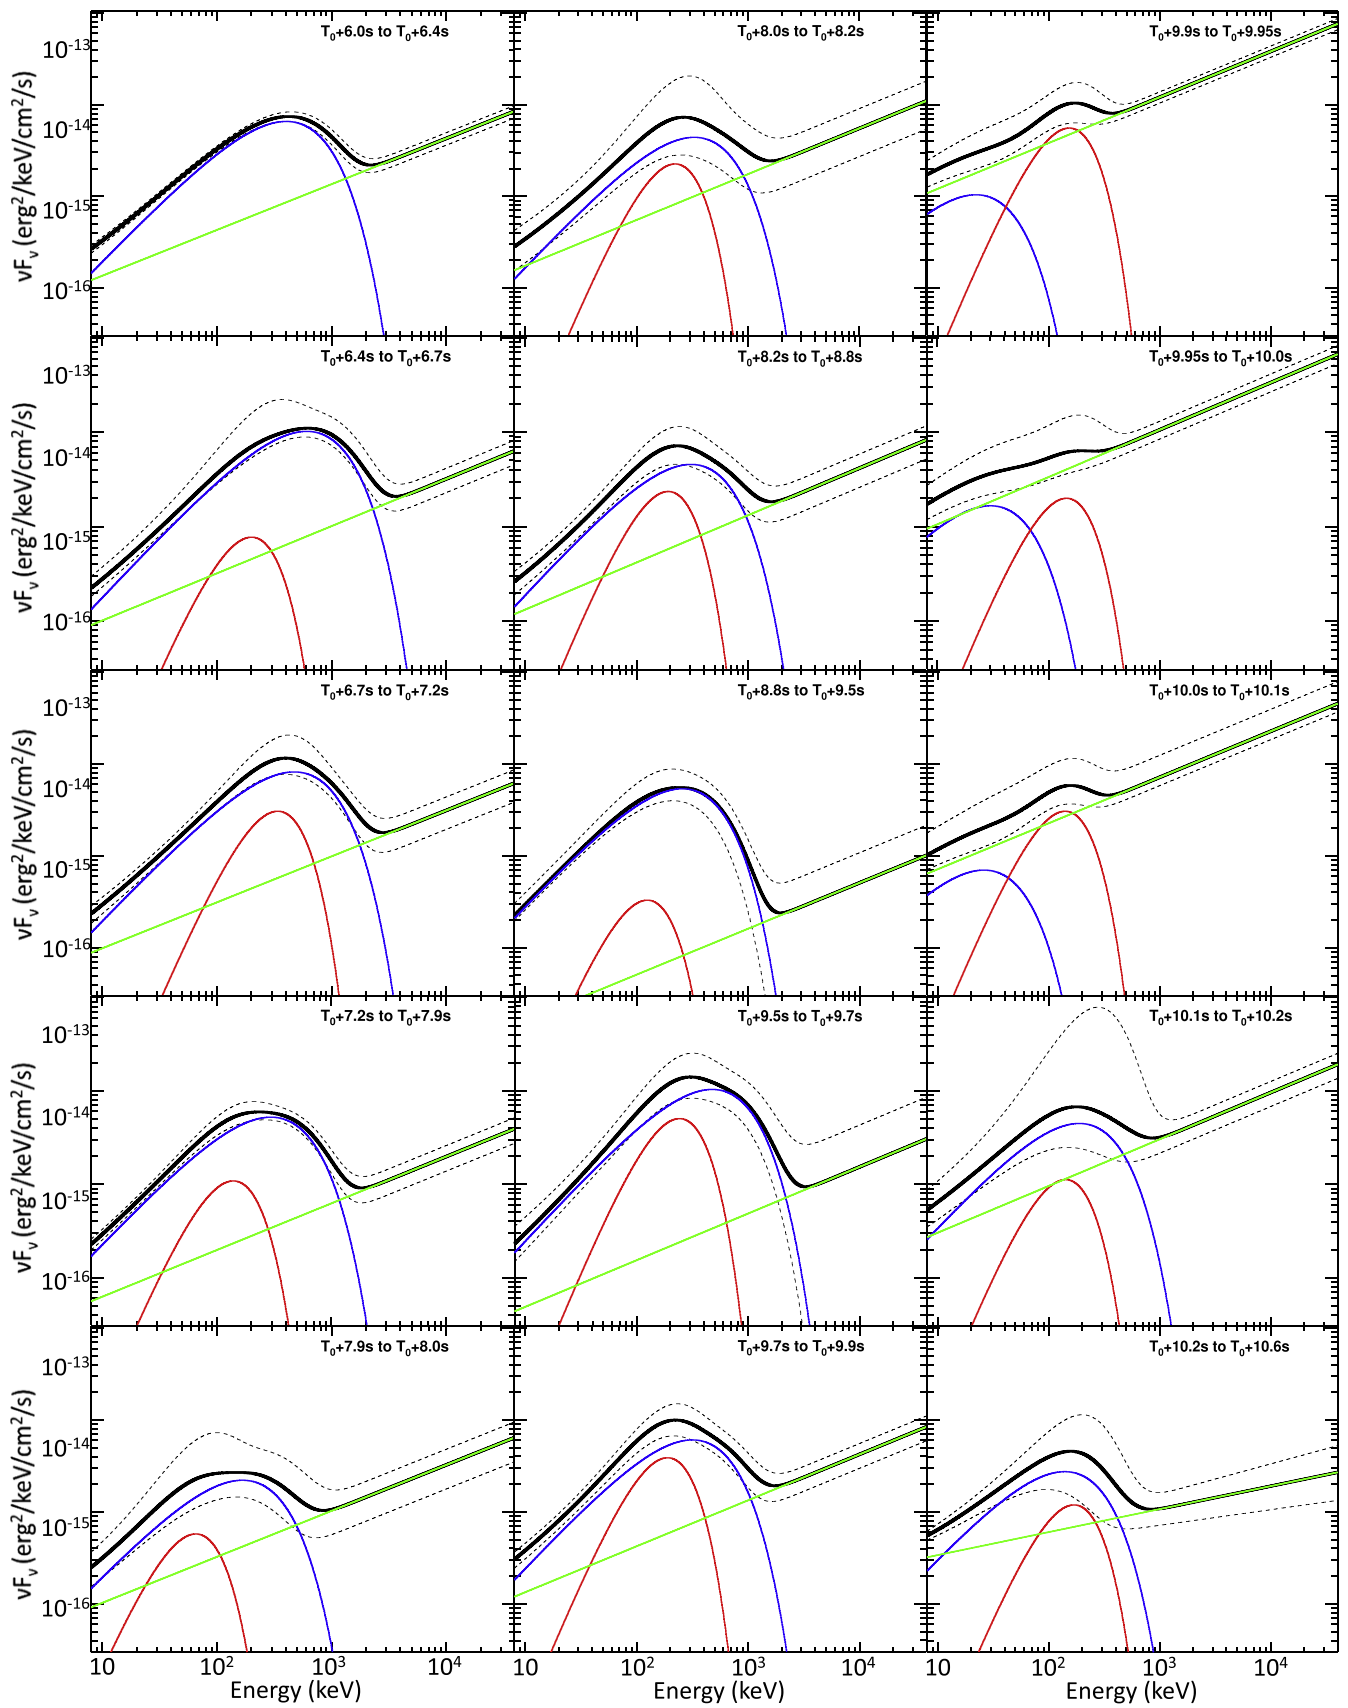 T₀+6.0s to T₀+6.4s
T₀+8.0s to T₀+8.2s
T₀+9.9s to T₀+9.95s
10⁻¹³
10⁻¹⁴
10⁻¹⁵
10⁻¹⁶
νFᵥ (erg²/keV/cm²/s)
T₀+6.4s to T₀+6.7s
T₀+8.2s to T₀+8.8s
T₀+9.95s to T₀+10.0s
10⁻¹³
10⁻¹⁴
10⁻¹⁵
10⁻¹⁶
νFᵥ (erg²/keV/cm²/s)
T₀+6.7s to T₀+7.2s
T₀+8.8s to T₀+9.5s
T₀+10.0s to T₀+10.1s
10⁻¹³
10⁻¹⁴
10⁻¹⁵
10⁻¹⁶
νFᵥ (erg²/keV/cm²/s)
T₀+7.2s to T₀+7.9s
T₀+9.5s to T₀+9.7s
T₀+10.1s to T₀+10.2s
10⁻¹³
10⁻¹⁴
10⁻¹⁵
10⁻¹⁶
νFᵥ (erg²/keV/cm²/s)
T₀+7.9s to T₀+8.0s
T₀+9.7s to T₀+9.9s
T₀+10.2s to T₀+10.6s
10⁻¹³
10⁻¹⁴
10⁻¹⁵
10⁻¹⁶
νFᵥ (erg²/keV/cm²/s)
10 10² 10³ 10⁴ 10 10² 10³ 10⁴ 10 10² 10³ 10⁴
Energy (keV) Energy (keV) Energy (keV)